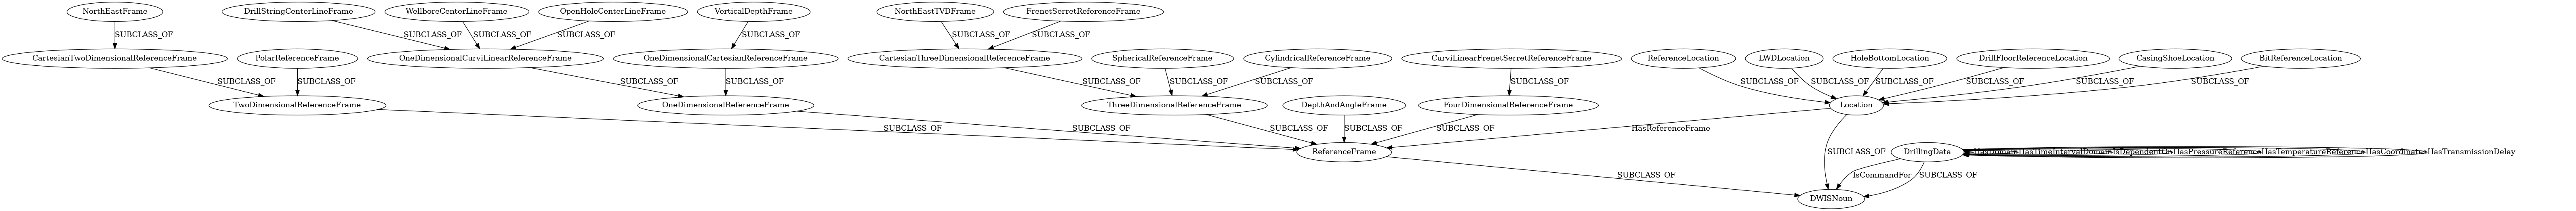 NorthEastFrame
DrillStringCenterLineFrame
WellboreCenterLineFrame
OpenHoleCenterLineFrame
VerticalDepthFrame
NorthEastTVDFrame
FrenetSerretReferenceFrame
SUBCLASS_OF
SUBCLASS_OF
SUBCLASS_OF
SUBCLASS_OF
SUBCLASS_OF
SUBCLASS_OF
SUBCLASS_OF
CartesianTwoDimensionalReferenceFrame
PolarReferenceFrame
OneDimensionalCurviLinearReferenceFrame
OneDimensionalCartesianReferenceFrame
CartesianThreeDimensionalReferenceFrame
SphericalReferenceFrame
CylindricalReferenceFrame
CurviLinearFrenetSerretReferenceFrame
ReferenceLocation
LWDLocation
HoleBottomLocation
DrillFloorReferenceLocation
CasingShoeLocation
BitReferenceLocation
SUBCLASS_OF
SUBCLASS_OF
SUBCLASS_OF
SUBCLASS_OF
SUBCLASS_OF
SUBCLASS_OF
SUBCLASS_OF
SUBCLASS_OF
SUBCLASS_OF
SUBCLASS_OF
SUBCLASS_OF
SUBCLASS_OF
SUBCLASS_OF
SUBCLASS_OF
TwoDimensionalReferenceFrame
OneDimensionalReferenceFrame
ThreeDimensionalReferenceFrame
DepthAndAngleFrame
FourDimensionalReferenceFrame
Location
SUBCLASS_OF
SUBCLASS_OF
SUBCLASS_OF
SUBCLASS_OF
SUBCLASS_OF
HasReferenceFrame
ReferenceFrame
SUBCLASS_OF
DrillingData
HasTimeIntervalDomain
IsDependentOn
HasPressureReference
HasTemperatureReference
HasCoordinate
HasTransmissionDelay
SUBCLASS_OF
IsCommandFor
SUBCLASS_OF
DWISNoun